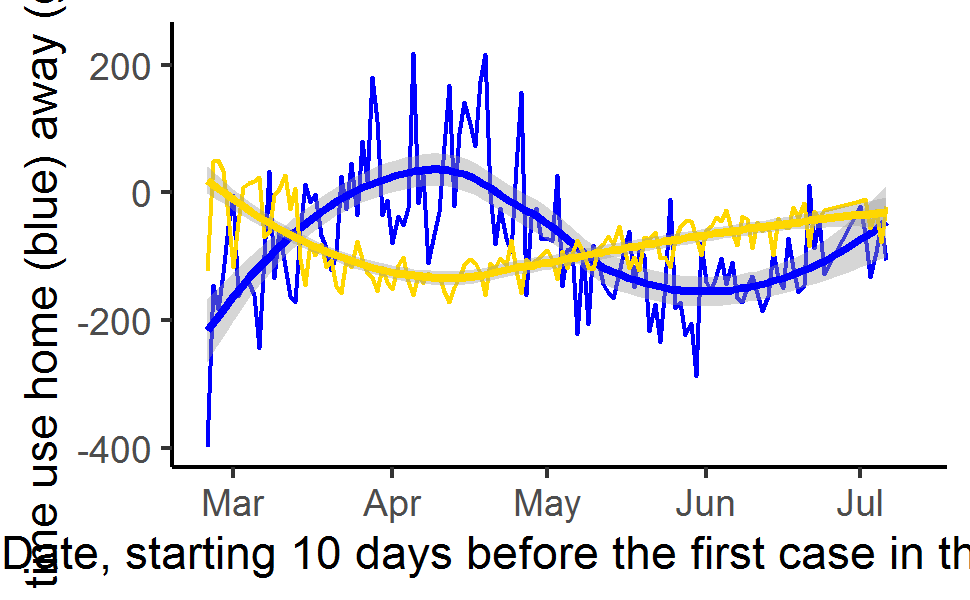 time use home (blue) away (g
200
0
-200
-400
Mar Apr May Jun Jul
Date, starting 10 days before the first case in th